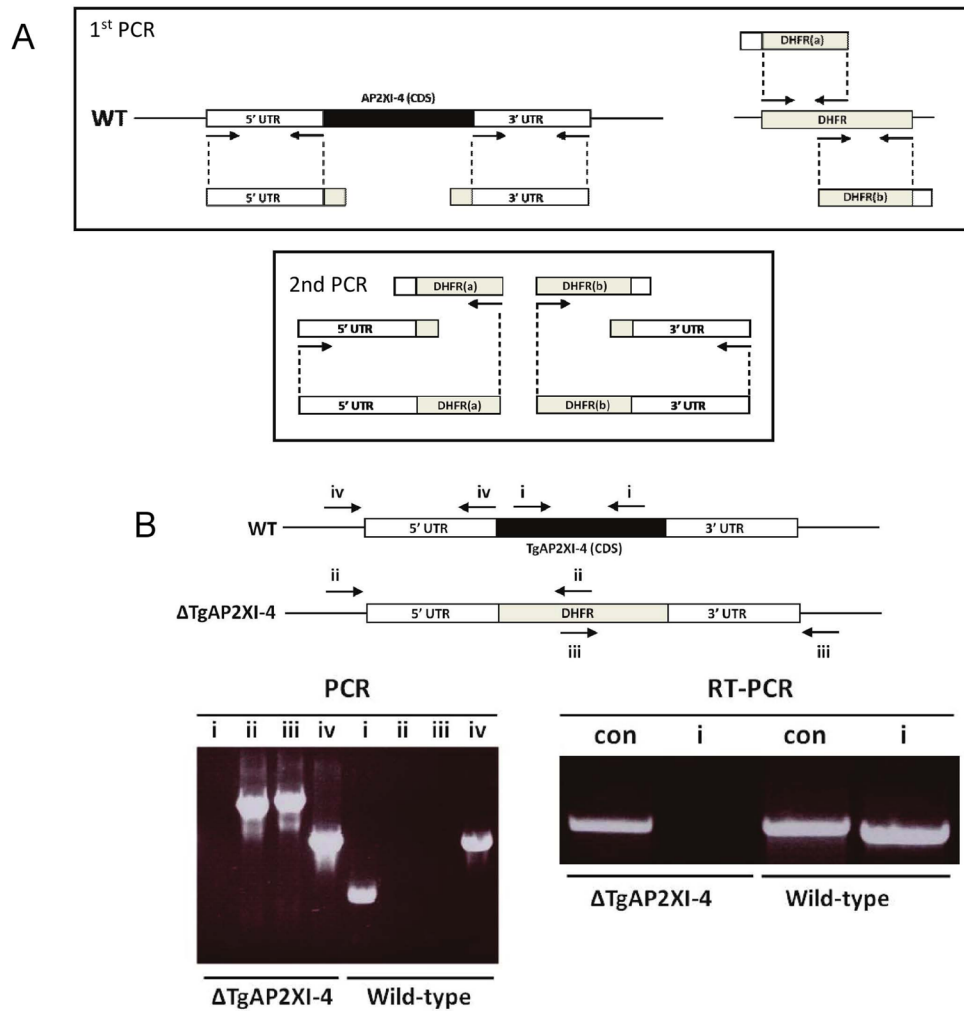 A
1st PCR
DHFR(a)
AP2XI-4 (CDS)
WT
5' UTR
3' UTR
DHFR
5' UTR
3' UTR
DHFR(b)
2nd PCR
DHFR(a)
DHFR(b)
5' UTR
3' UTR
5' UTR
DHFR(a)
DHFR(b)
3' UTR
B
iv iv i i
WT
5' UTR
3' UTR
TgAP2XI-4 (CDS)
ii ii
ΔTgAP2XI-4
5' UTR
DHFR
3' UTR
iii iii
PCR
i ii iii iv i ii iii iv
ΔTgAP2XI-4 Wild-type
RT-PCR
con i con i
ΔTgAP2XI-4 Wild-type